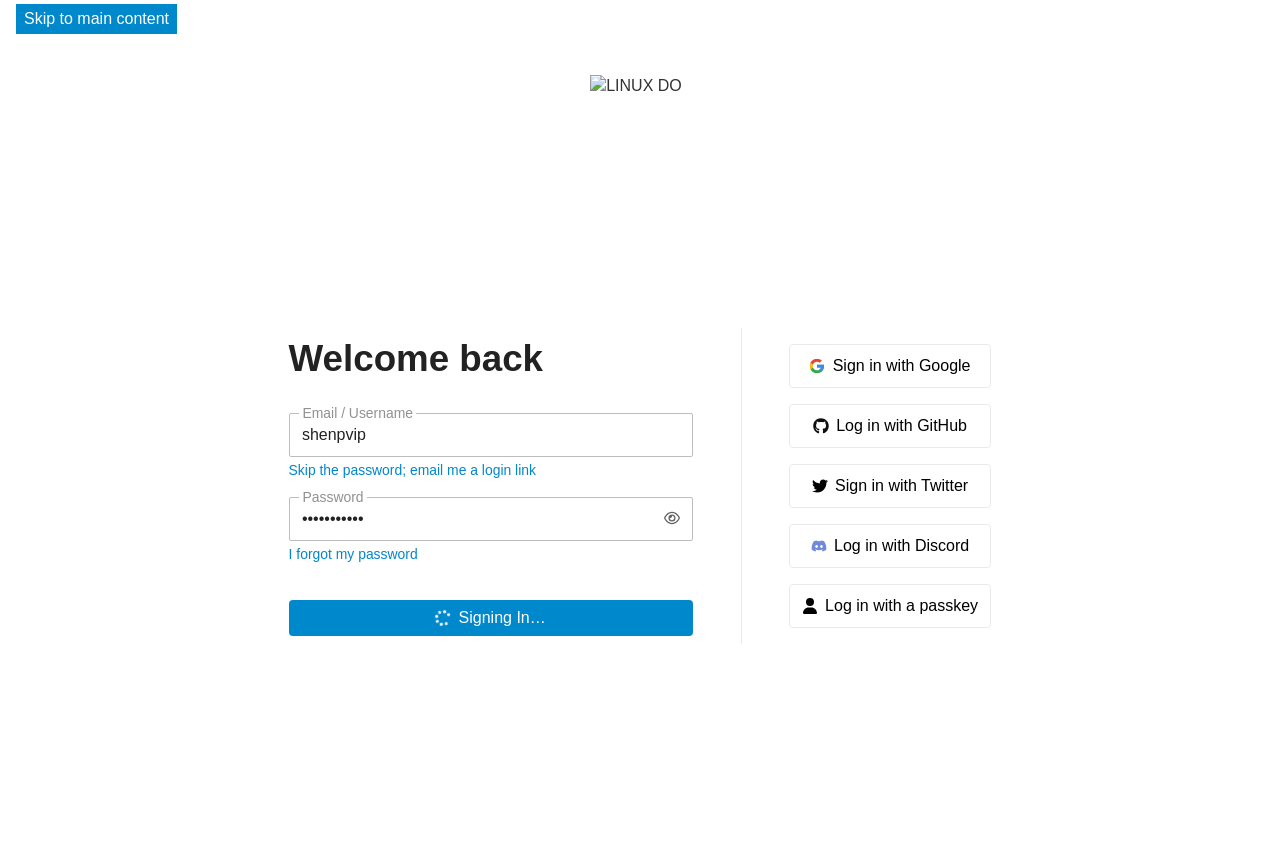 Skip to main content
LINUX DO
Welcome back
Email / Username
shenpvip
Skip the password; email me a login link
Password
•••••••••••
I forgot my password
Signing In…
Sign in with Google
Log in with GitHub
Sign in with Twitter
Log in with Discord
Log in with a passkey